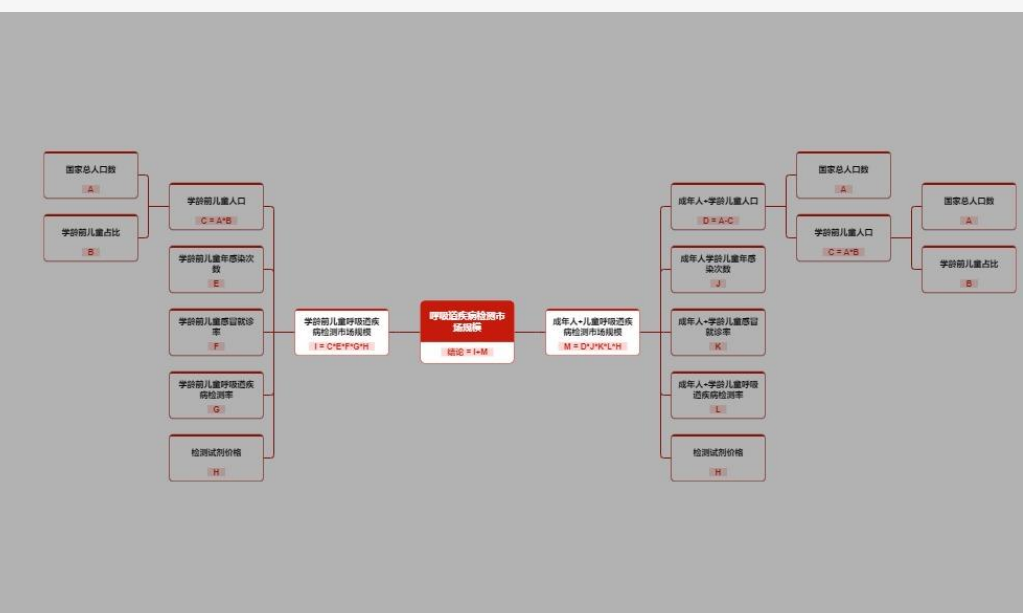 国家总人口数
A
学龄前儿童占比
B
学龄前儿童人口
C = A*B
学龄前儿童年感染次
数
E
学龄前儿童感冒就诊
率
F
学龄前儿童呼吸道疾
病检测率
G
检测试剂价格
H
学龄前儿童呼吸道疾
病检测市场规模
I = C*E*F*G*H
呼吸道疾病检测市
场规模
结论 = I+M
成年人+儿童呼吸道疾
病检测市场规模
M = D*J*K*L*H
成年人+学龄儿童人口
D = A-C
成年人学龄儿童年感
染次数
J
成年人+学龄儿童感冒
就诊率
K
成年人+学龄儿童呼吸
道疾病检测率
L
检测试剂价格
H
国家总人口数
A
学龄前儿童人口
C = A*B
国家总人口数
A
学龄前儿童占比
B